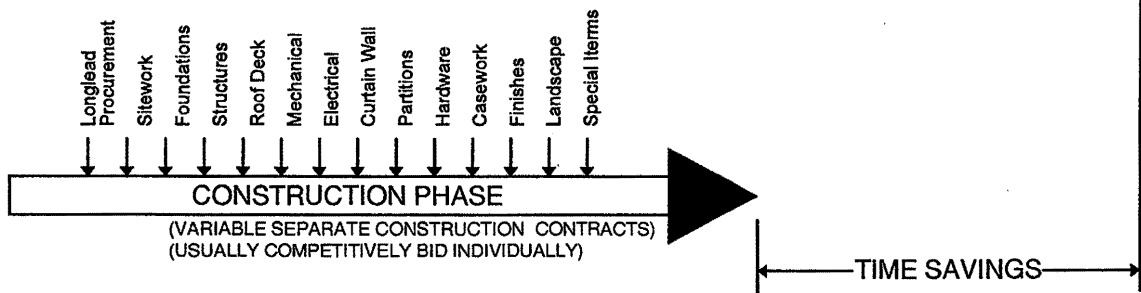 Longlead
Procurement
Sitework
Foundations
Structures
Roof Deck
Mechanical
Electrical
Curtain Wall
Partitions
Hardware
Casework
Finishes
Landscape
Special Iterms
CONSTRUCTION PHASE
(VARIABLE SEPARATE CONSTRUCTION CONTRACTS)
(USUALLY COMPETITIVELY BID INDIVIDUALLY)
TIME SAVINGS